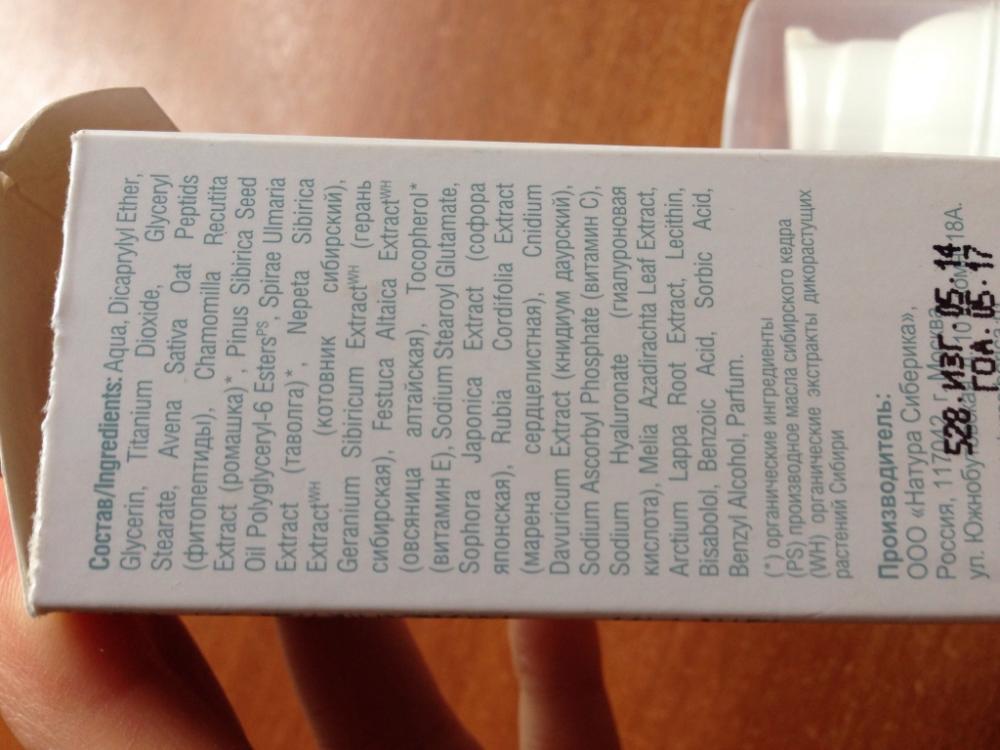 Состав/Ingredients: Aqua, Dicaprylyl Ether,
Glycerin, Titanium Dioxide, Glyceryl
Stearate, Avena Sativa Oat Peptids
(фитопептиды), Chamomilla Recutita
Extract (ромашка)*, Pinus Sibirica Seed
Oil Polyglyceryl-6 Esters^PS, Spirae Ulmaria
Extract (таволга)*, Nepeta Sibirica
Extract^WH (котовник сибирский),
Geranium Sibiricum Extract^WH (герань
сибирская), Festuca Altaica Extract^WH
(овсяница алтайская), Tocopherol*
(витамин Е), Sodium Stearoyl Glutamate,
Sophora Japonica Extract (софора
японская), Rubia Cordifolia Extract
(марена сердцелистная), Cnidium
Davuricum Extract (книдиум даурский),
Sodium Ascorbyl Phosphate (витамин С),
Sodium Hyaluronate (гиалуроновая
кислота), Melia Azadirachta Leaf Extract,
Arctium Lappa Root Extract, Lecithin,
Bisabolol, Benzoic Acid, Sorbic Acid,
Benzyl Alcohol, Parfum.
(*) органические ингредиенты
(PS) производное масла сибирского кедра
(WH) органические экстракты дикорастущих
растений Сибири
Производитель:
ООО «Натура Сиберика»,
Россия, 117042, г. Москва,
ул. 18А.
528. ИЗГ. 05.14
ГОД. 05.17